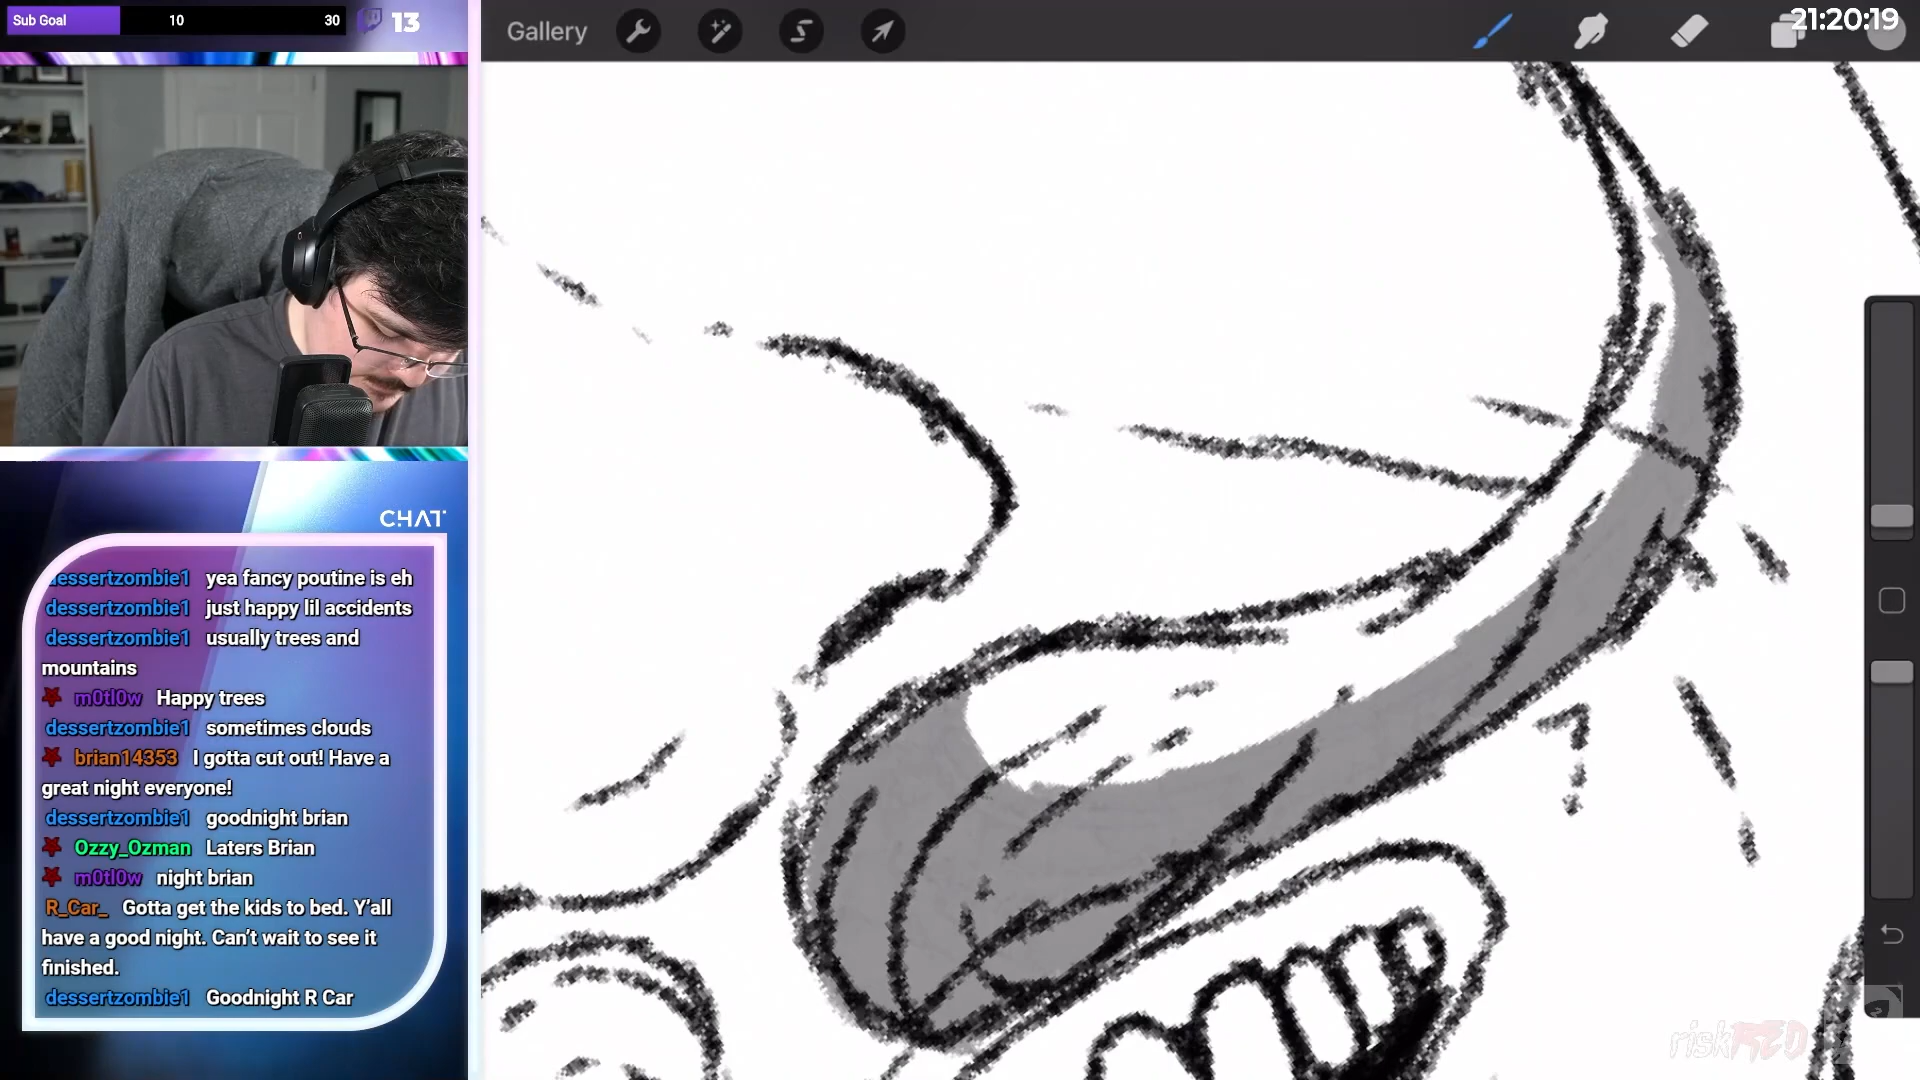 Sub Goal 10 30 13
Gallery
21:20:19
CHAT
dessertzombie1 yea fancy poutine is eh
dessertzombie1 just happy lil accidents
dessertzombie1 usually trees and
mountains
m0tl0w Happy trees
dessertzombie1 sometimes clouds
brian14353 I gotta cut out! Have a
great night everyone!
dessertzombie1 goodnight brian
Ozzy_Ozman Laters Brian
m0tl0w night brian
R_Car_ Gotta get the kids to bed. Y’all
have a good night. Can’t wait to see it
finished.
dessertzombie1 Goodnight R Car
riskRED